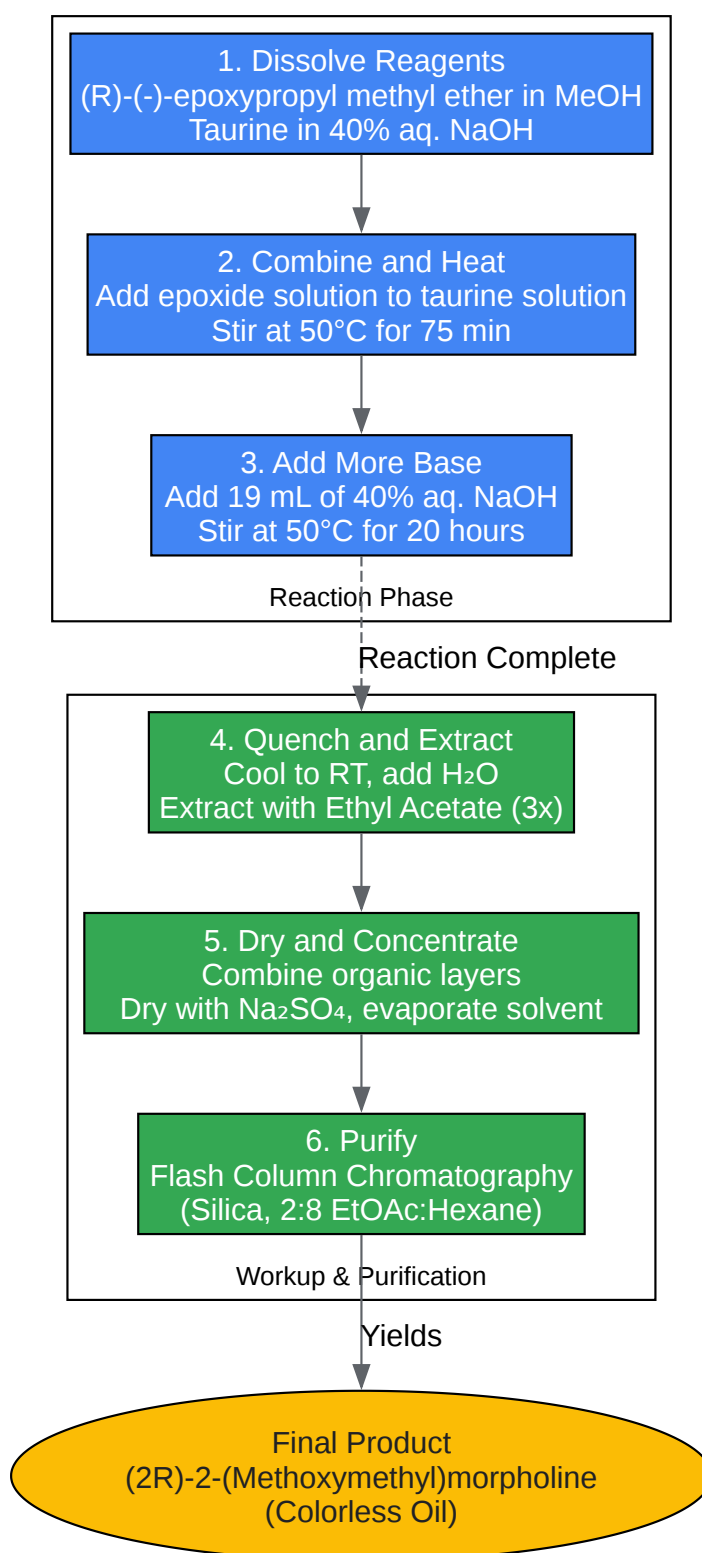 1. Dissolve Reagents
(R)-(-)-epoxypropyl methyl ether in MeOH
Taurine in 40% aq. NaOH
2. Combine and Heat
Add epoxide solution to taurine solution
Stir at 50°C for 75 min
3. Add More Base
Add 19 mL of 40% aq. NaOH
Stir at 50°C for 20 hours
Reaction Phase
Reaction Complete
4. Quench and Extract
Cool to RT, add H₂O
Extract with Ethyl Acetate (3x)
5. Dry and Concentrate
Combine organic layers
Dry with Na₂SO₄, evaporate solvent
6. Purify
Flash Column Chromatography
(Silica, 2:8 EtOAc:Hexane)
Workup & Purification
Yields
Final Product
(2R)-2-(Methoxymethyl)morpholine
(Colorless Oil)